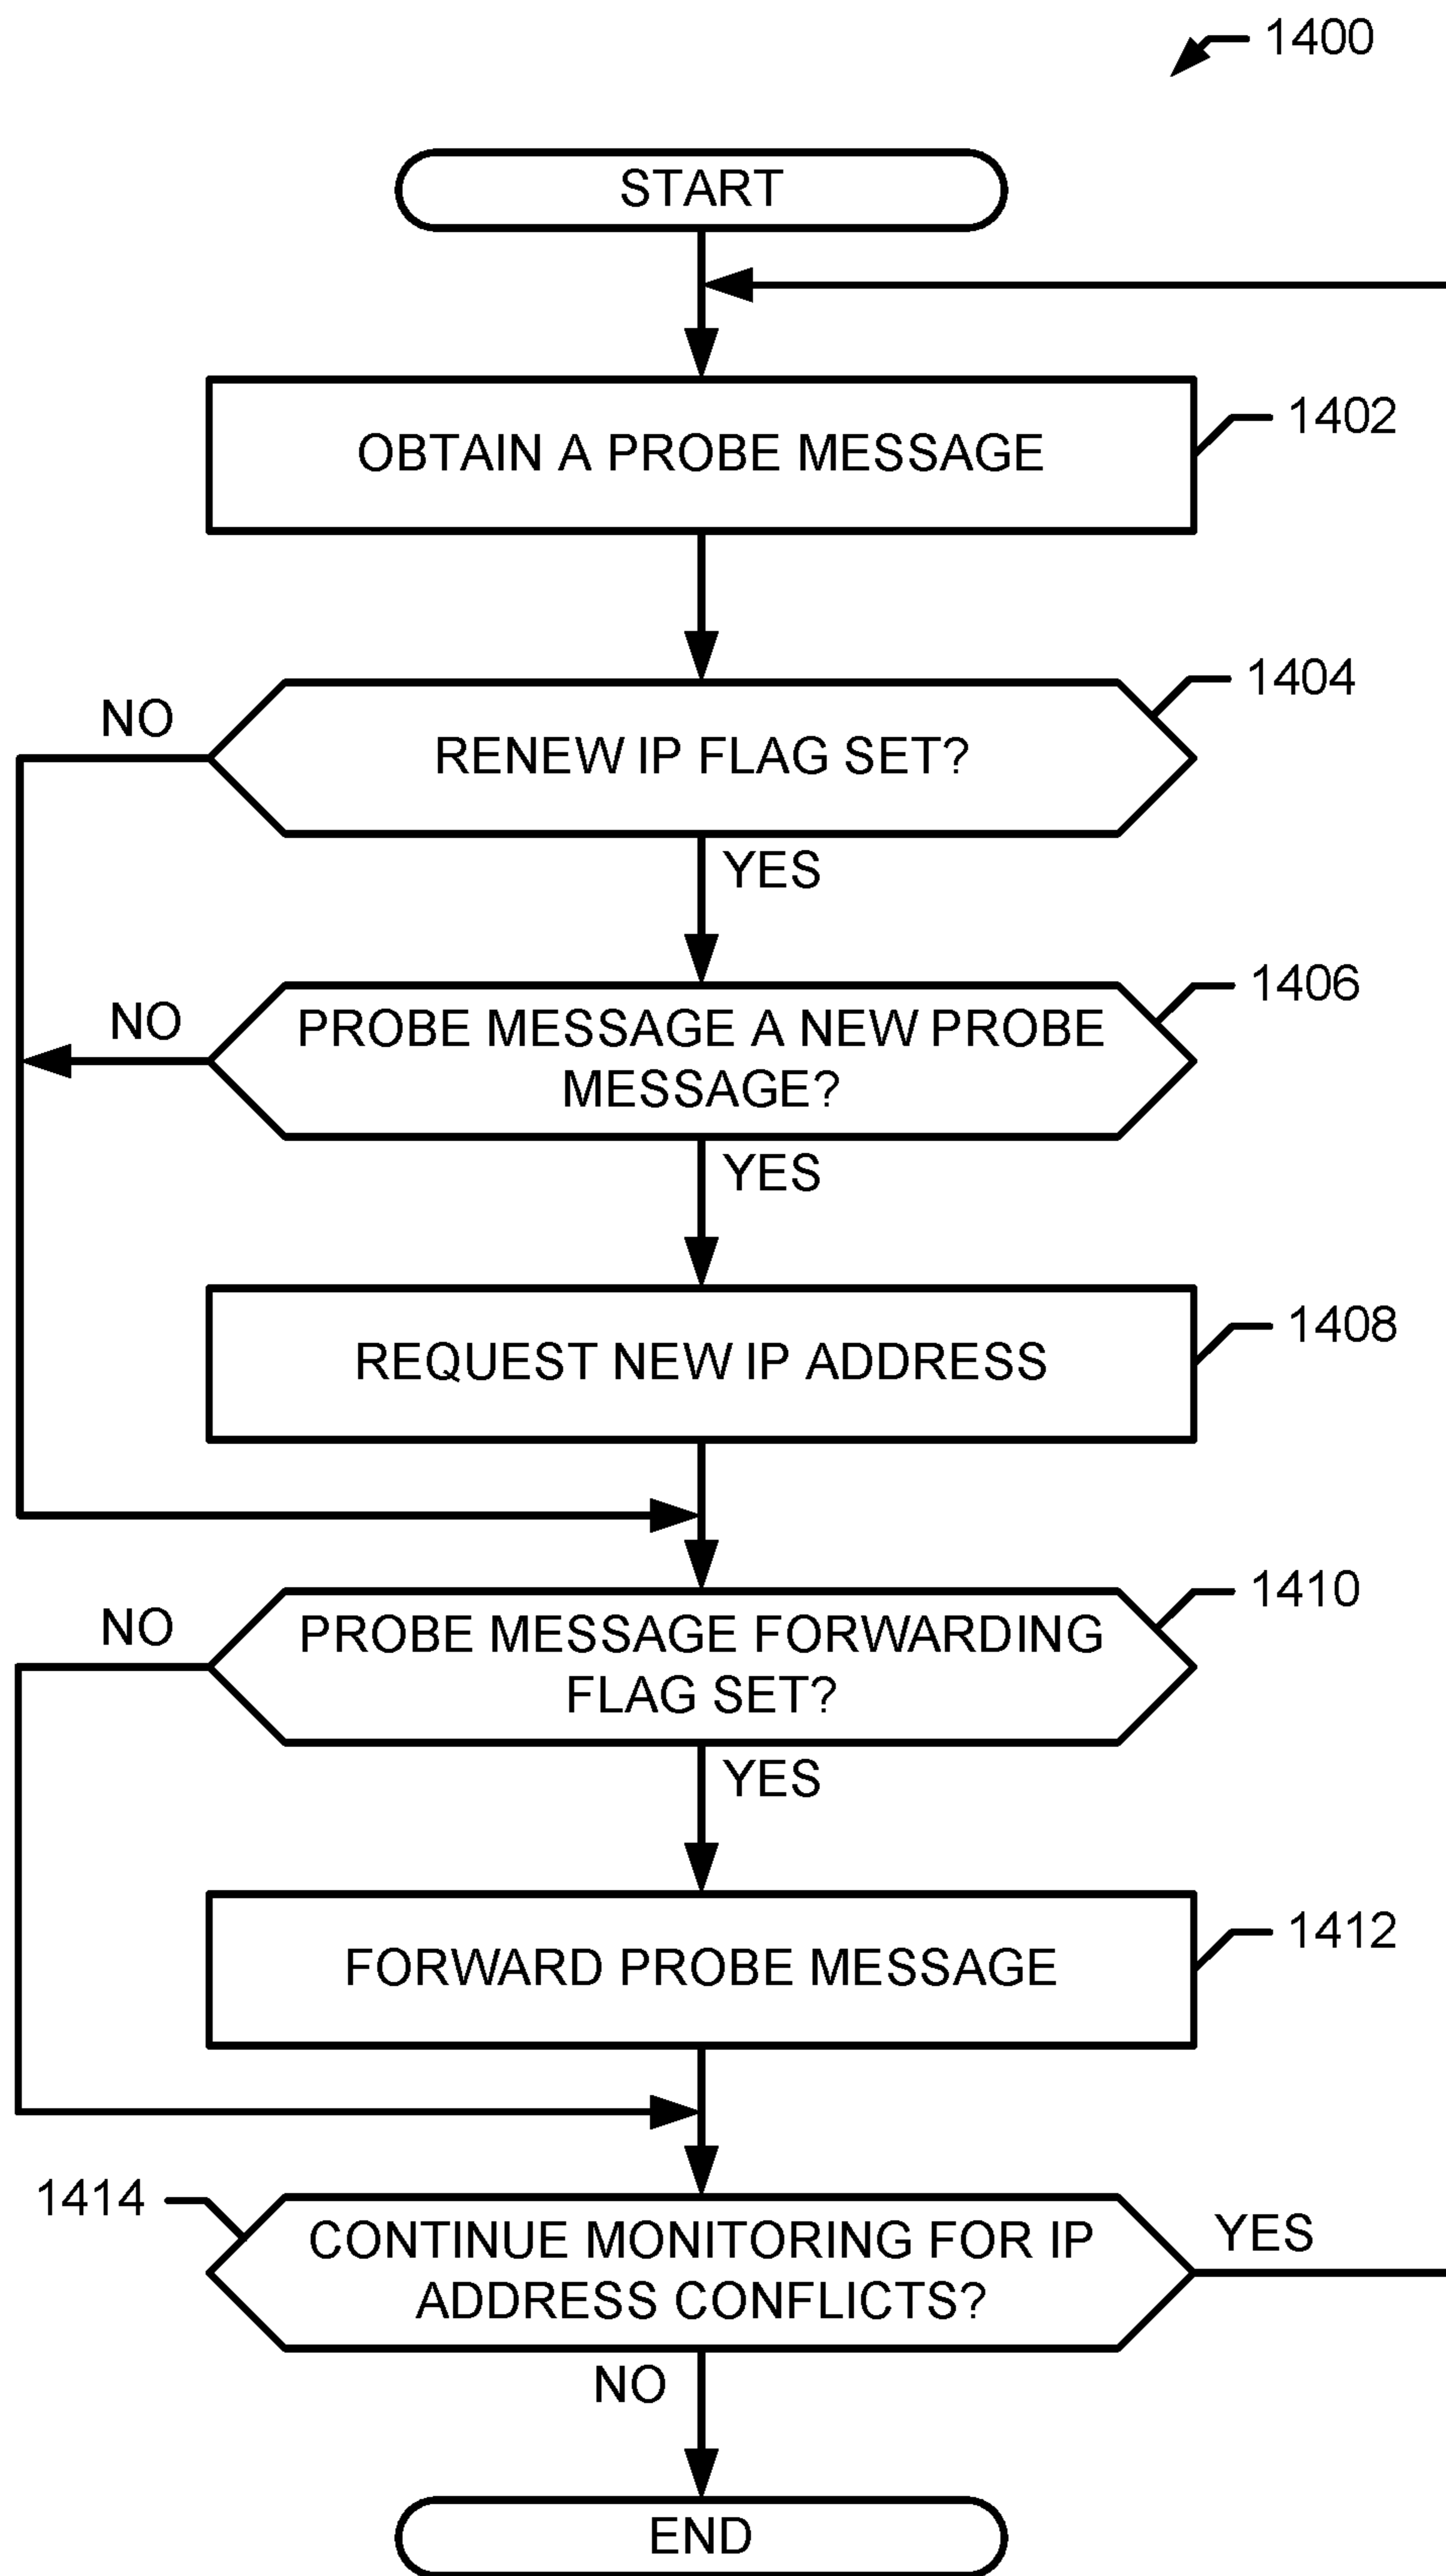 1400
START
OBTAIN A PROBE MESSAGE
1402
1404
NO
RENEW IP FLAG SET?
YES
1406
NO
PROBE MESSAGE A NEW PROBE
MESSAGE?
YES
1408
REQUEST NEW IP ADDRESS
1410
NO
PROBE MESSAGE FORWARDING
FLAG SET?
YES
1412
FORWARD PROBE MESSAGE
1414
CONTINUE MONITORING FOR IP
ADDRESS CONFLICTS?
YES
NO
END